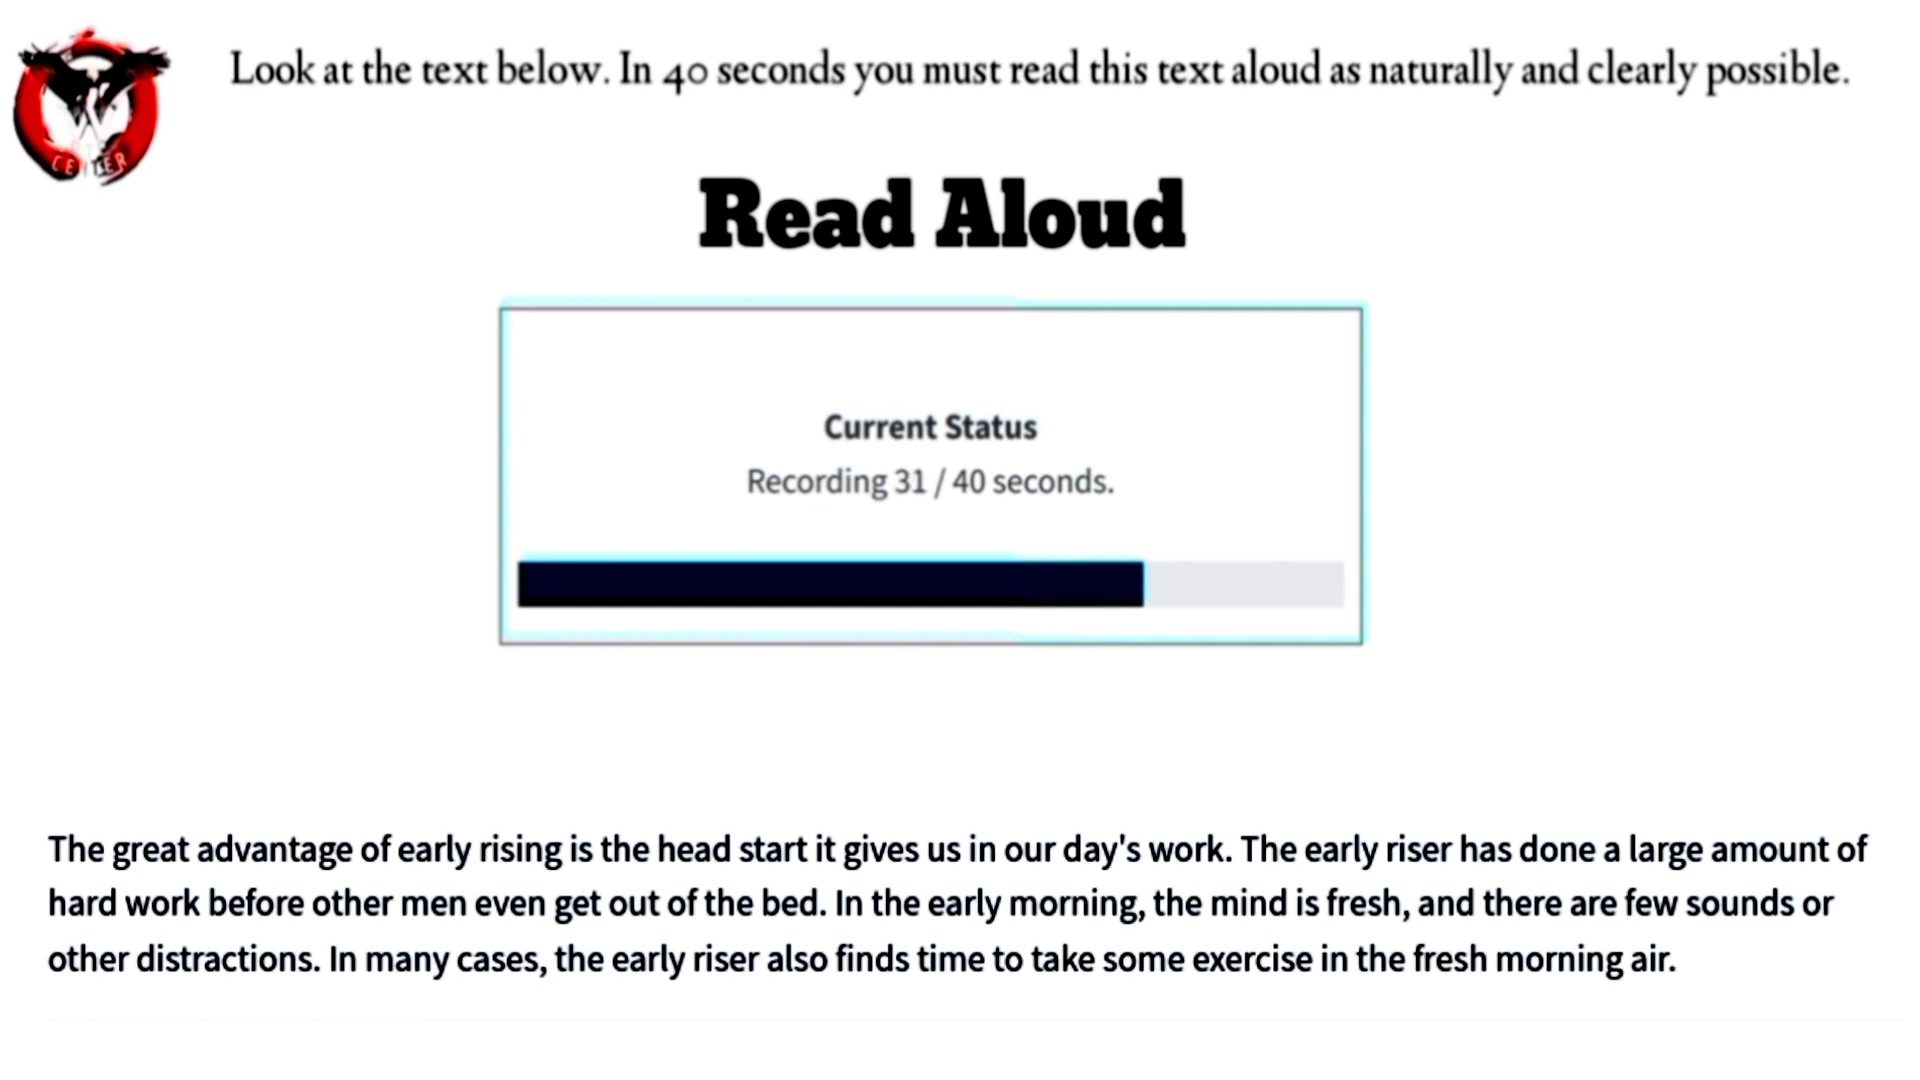 Look at the text below. In 40 seconds you must read this text aloud as naturally and clearly possible.
W
CENTER
Read Aloud
Current Status
Recording 31 / 40 seconds.
The great advantage of early rising is the head start it gives us in our day's work. The early riser has done a large amount of
hard work before other men even get out of the bed. In the early morning, the mind is fresh, and there are few sounds or
other distractions. In many cases, the early riser also finds time to take some exercise in the fresh morning air.